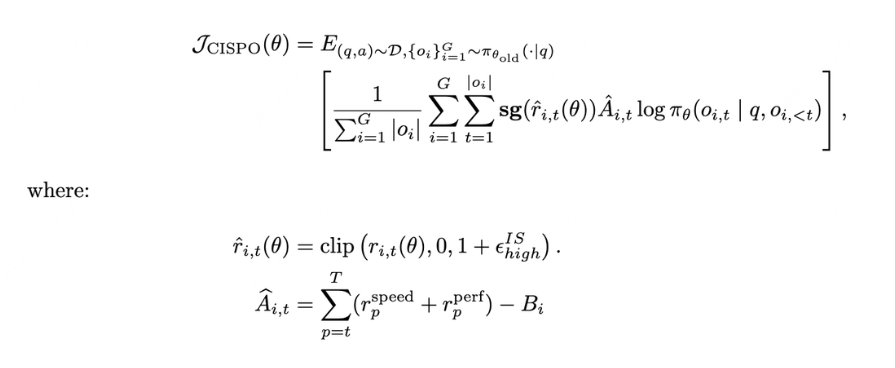 𝒥_CISPO(θ) = E_{(q,a)∼𝒟,{o_i}_{i=1}^G∼π_{θ_old}(·|q)}
[ \frac{1}{∑_{i=1}^G |o_i|} ∑_{i=1}^G ∑_{t=1}^{|o_i|} **sg**(r̂_{i,t}(θ))Â_{i,t} log π_θ(o_{i,t} | q, o_{i,<t}) ] ,
where:
r̂_{i,t}(θ) = clip (r_{i,t}(θ), 0, 1 + ϵ_{high}^{IS}) .
Â_{i,t} = ∑_{p=t}^T (r_p^{speed} + r_p^{perf}) − B_i